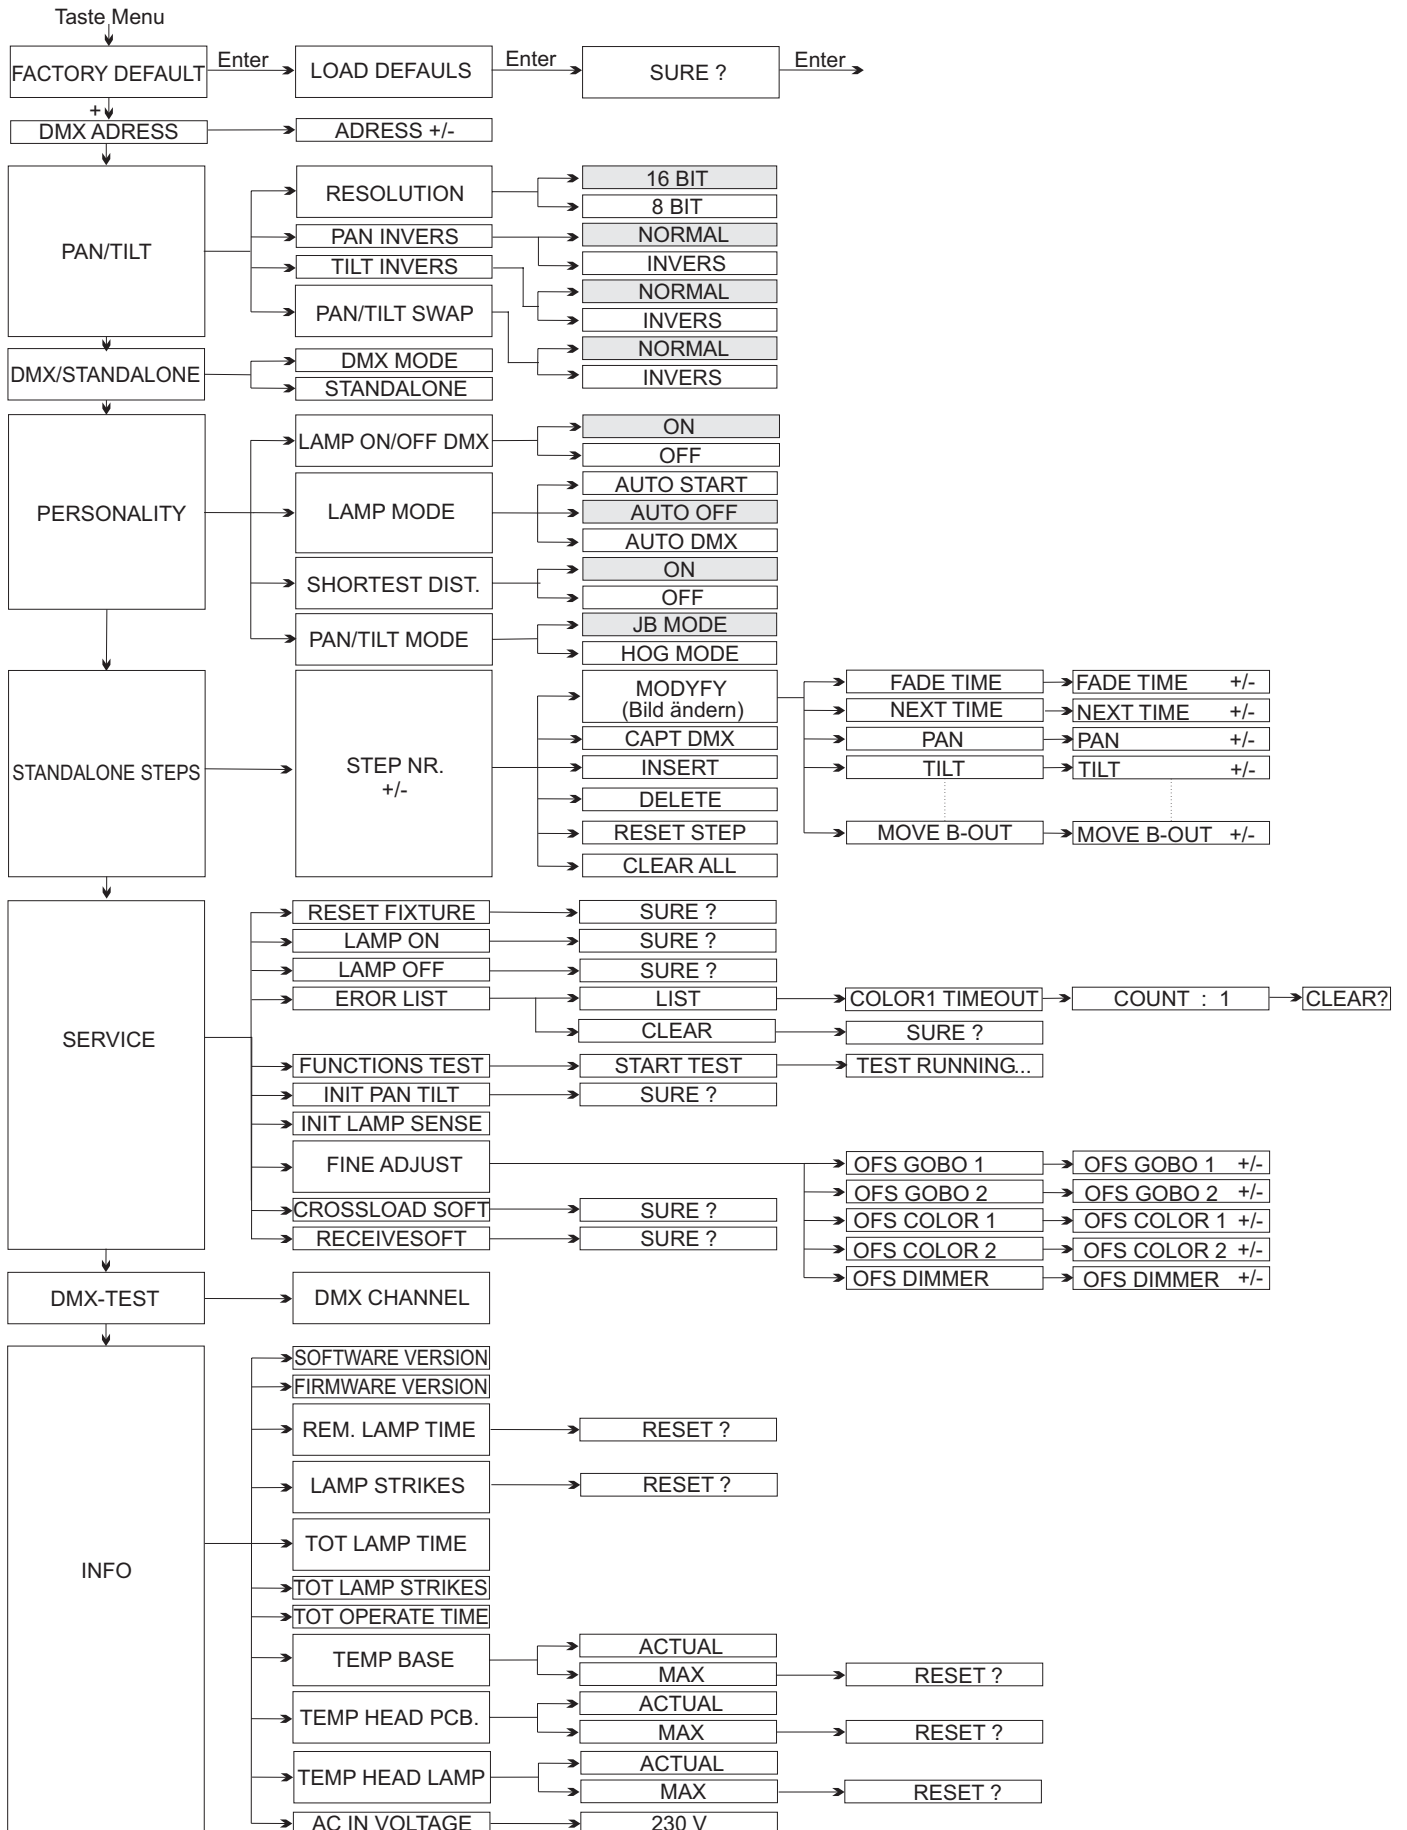 Taste Menu
FACTORY DEFAULT Enter LOAD DEFAULS Enter SURE ? Enter
+
DMX ADRESS ADRESS +/-
PAN/TILT
RESOLUTION
16 BIT
8 BIT
PAN INVERS
NORMAL
INVERS
TILT INVERS
NORMAL
INVERS
PAN/TILT SWAP
NORMAL
INVERS
DMX/STANDALONE
DMX MODE
STANDALONE
PERSONALITY
LAMP ON/OFF DMX
ON
OFF
LAMP MODE
AUTO START
AUTO OFF
AUTO DMX
SHORTEST DIST.
ON
OFF
PAN/TILT MODE
JB MODE
HOG MODE
STANDALONE STEPS
STEP NR.
+/-
MODYFY
(Bild ändern)
FADE TIME FADE TIME +/-
NEXT TIME NEXT TIME +/-
PAN PAN +/-
TILT TILT +/-
MOVE B-OUT MOVE B-OUT +/-
CAPT DMX
INSERT
DELETE
RESET STEP
CLEAR ALL
SERVICE
RESET FIXTURE SURE ?
LAMP ON SURE ?
LAMP OFF SURE ?
EROR LIST LIST COLOR1 TIMEOUT COUNT : 1 CLEAR?
CLEAR SURE ?
FUNCTIONS TEST START TEST TEST RUNNING...
INIT PAN TILT SURE ?
INIT LAMP SENSE
FINE ADJUST
OFS GOBO 1 OFS GOBO 1 +/-
OFS GOBO 2 OFS GOBO 2 +/-
OFS COLOR 1 OFS COLOR 1 +/-
OFS COLOR 2 OFS COLOR 2 +/-
OFS DIMMER OFS DIMMER +/-
CROSSLOAD SOFT SURE ?
RECEIVESOFT SURE ?
DMX-TEST DMX CHANNEL
INFO
SOFTWARE VERSION
FIRMWARE VERSION
REM. LAMP TIME RESET ?
LAMP STRIKES RESET ?
TOT LAMP TIME
TOT LAMP STRIKES
TOT OPERATE TIME
TEMP BASE
ACTUAL
MAX RESET ?
TEMP HEAD PCB.
ACTUAL
MAX RESET ?
TEMP HEAD LAMP
ACTUAL
MAX RESET ?
AC IN VOLTAGE 230 V